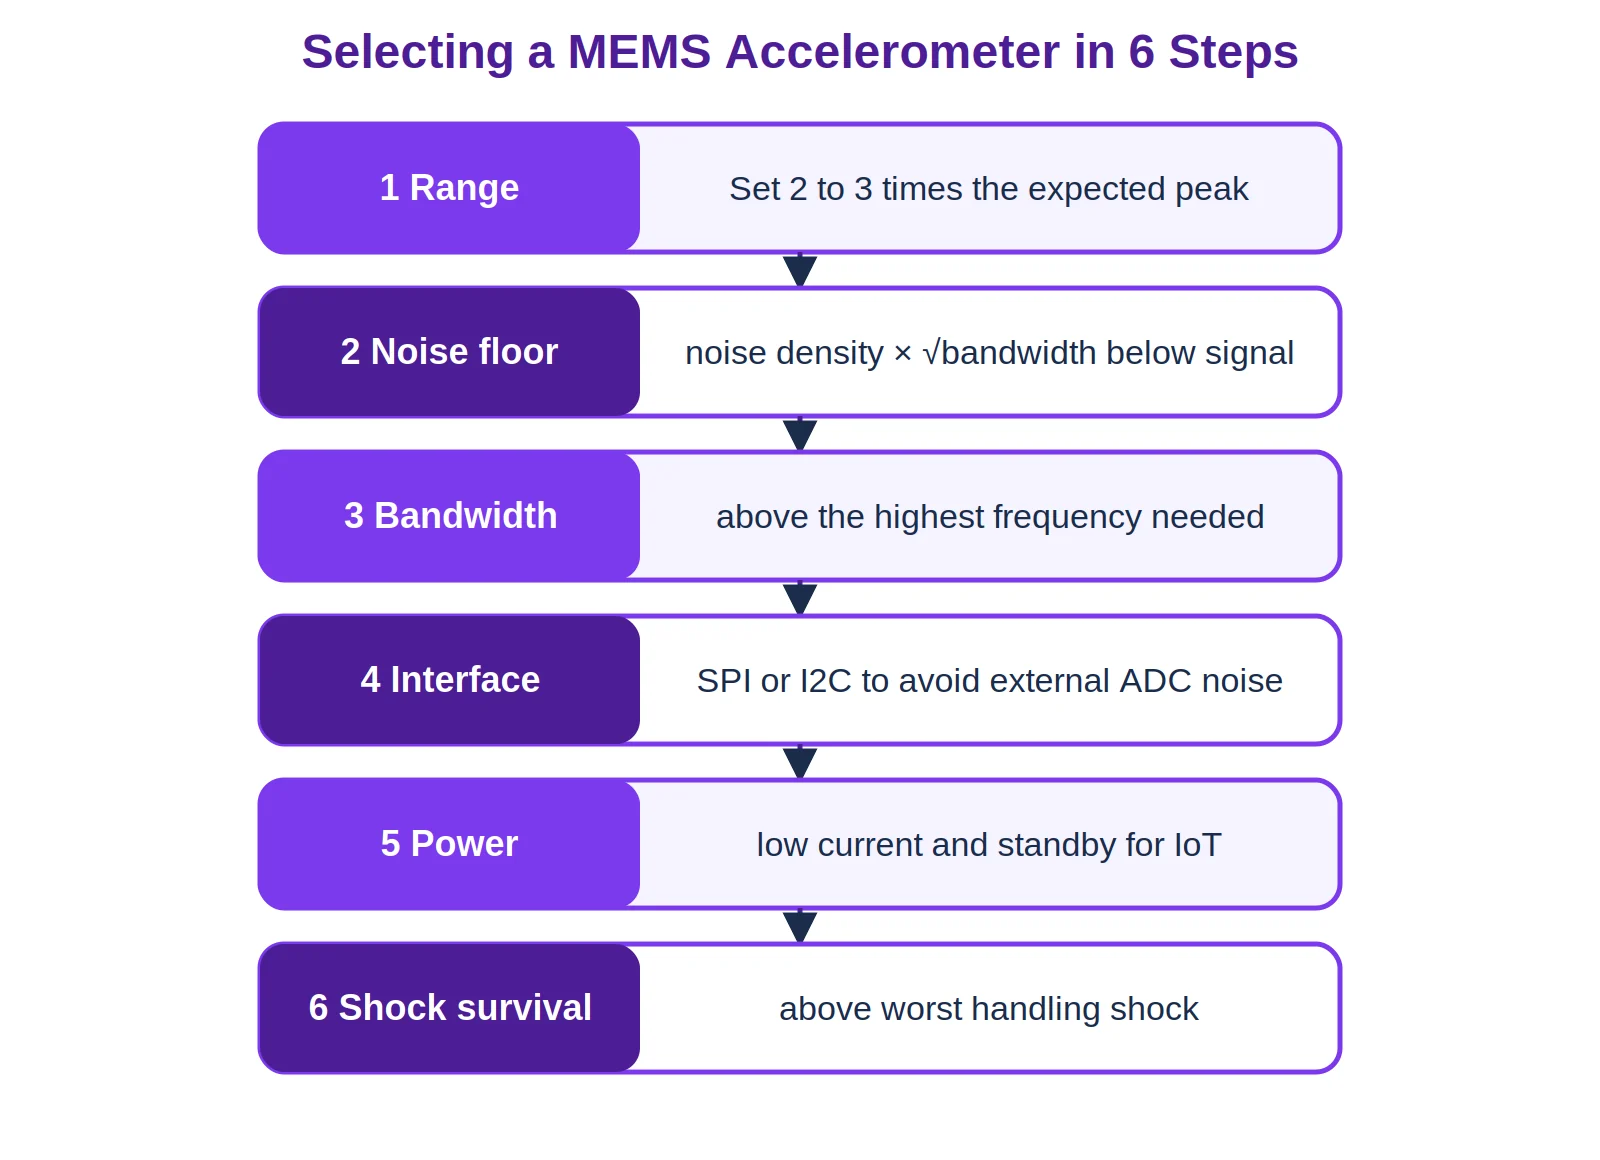 Selecting a MEMS Accelerometer in 6 Steps
1 Range
Set 2 to 3 times the expected peak
2 Noise floor
noise density × √bandwidth below signal
3 Bandwidth
above the highest frequency needed
4 Interface
SPI or I2C to avoid external ADC noise
5 Power
low current and standby for IoT
6 Shock survival
above worst handling shock